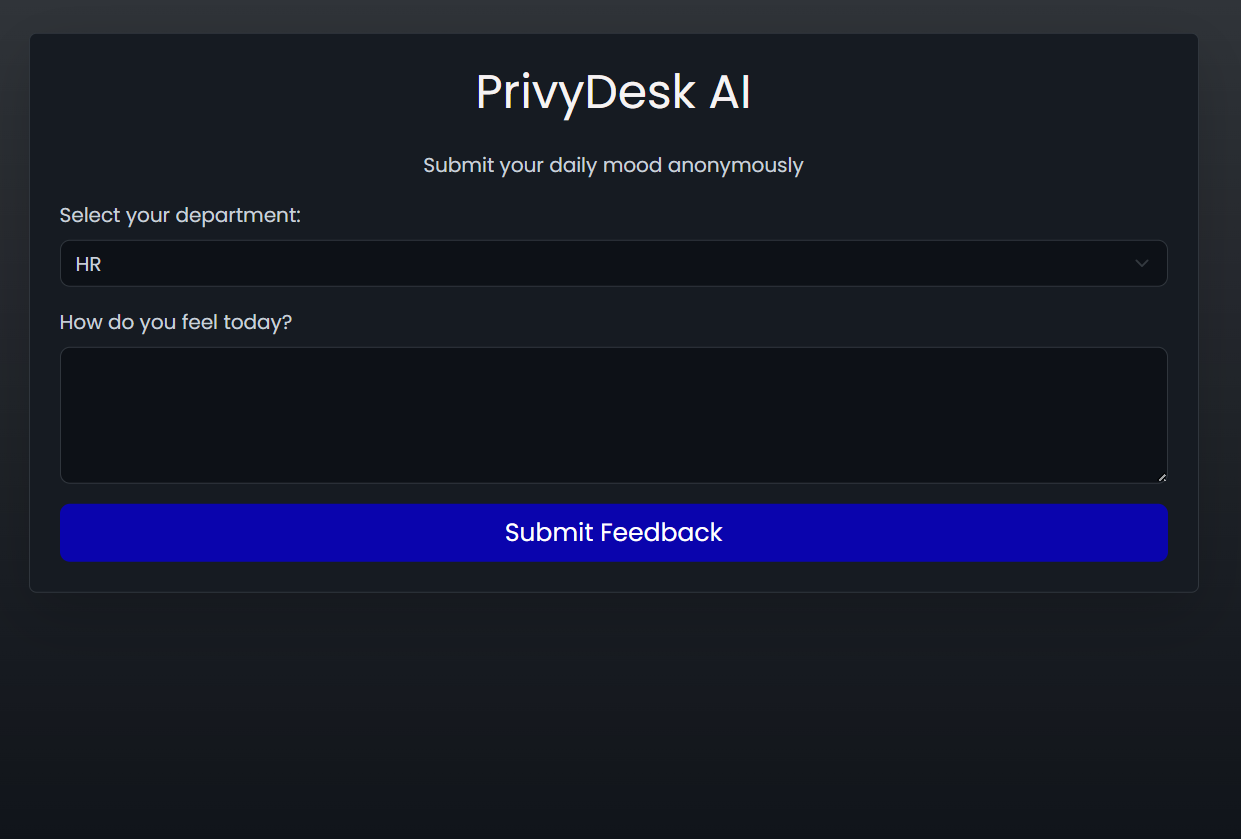 PrivyDesk AI
Submit your daily mood anonymously
Select your department:
HR
How do you feel today?
Submit Feedback